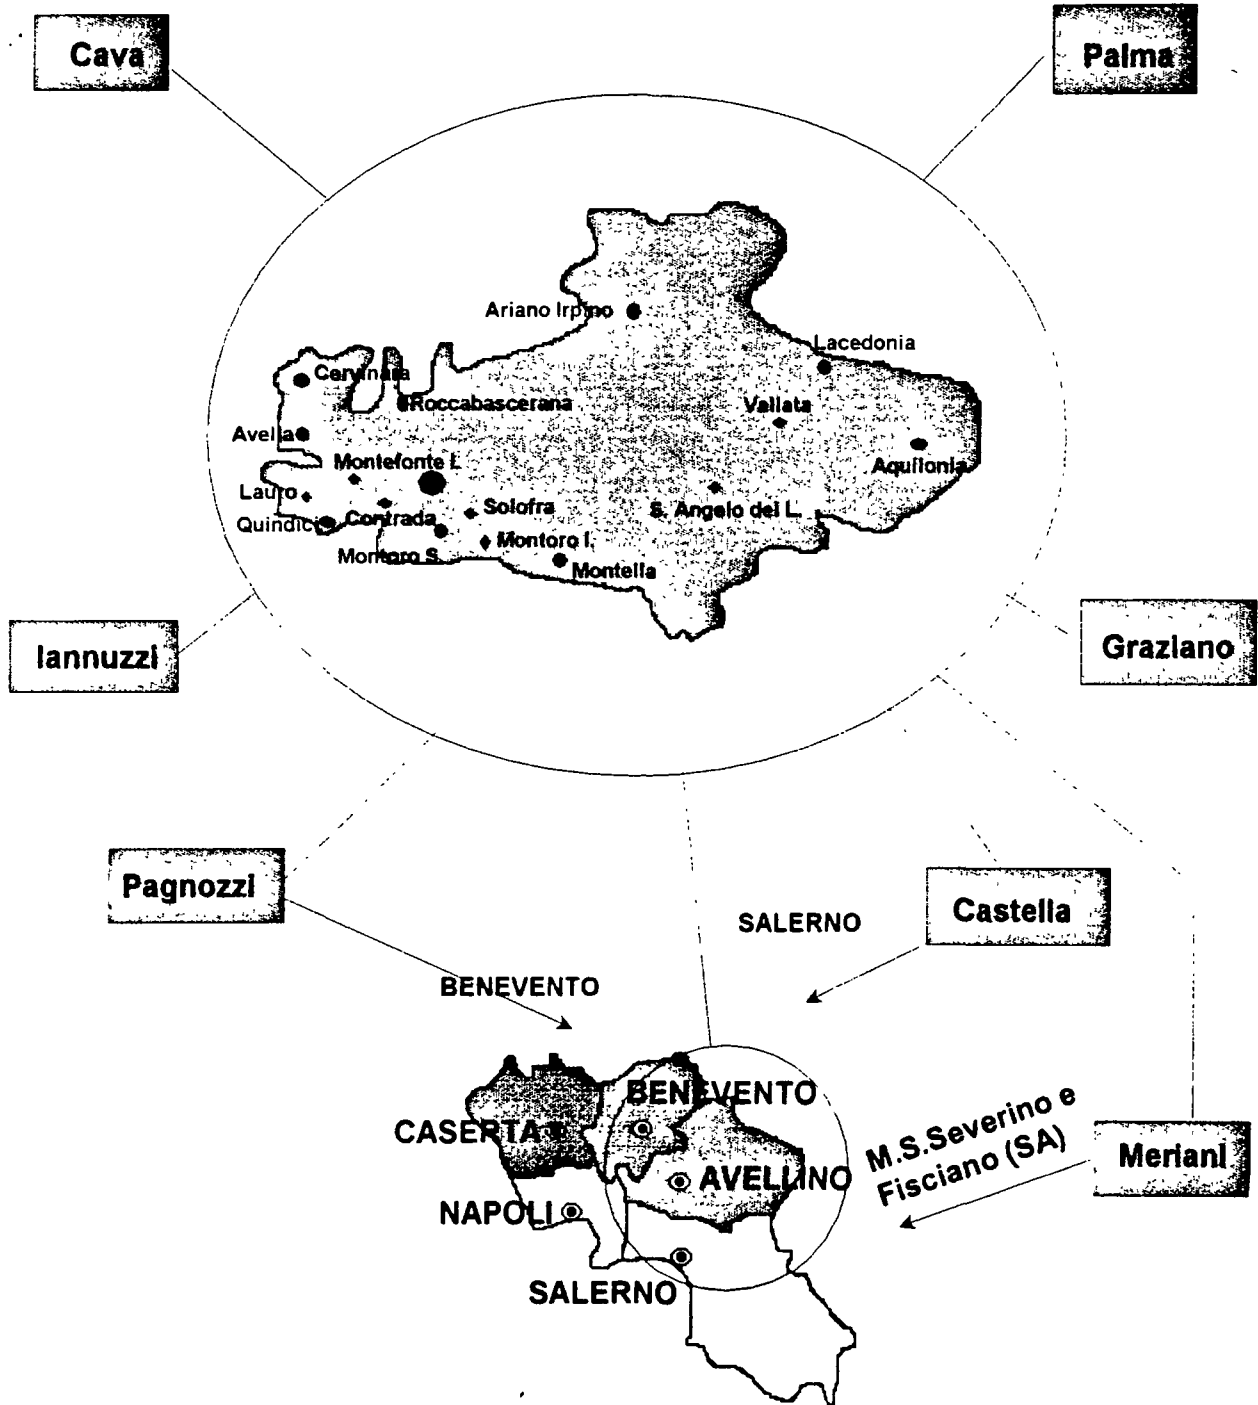 Cava
Palma
Ariano Irpino
Lacedonia
Cervinara
Roccabascerana
Vallata
Avella
Aquilonia
Montefonte I.
Lauro
Solofra
S. Angelo dei L.
Quindici
Contrada
Montoro I.
Montoro S.
Montella
Iannuzzi
Graziano
Pagnozzi
Castella
SALERNO
BENEVENTO
BENEVENTO
CASERTA
M.S.Severino e
Fisciano (SA)
Meriani
AVELLINO
NAPOLI
SALERNO